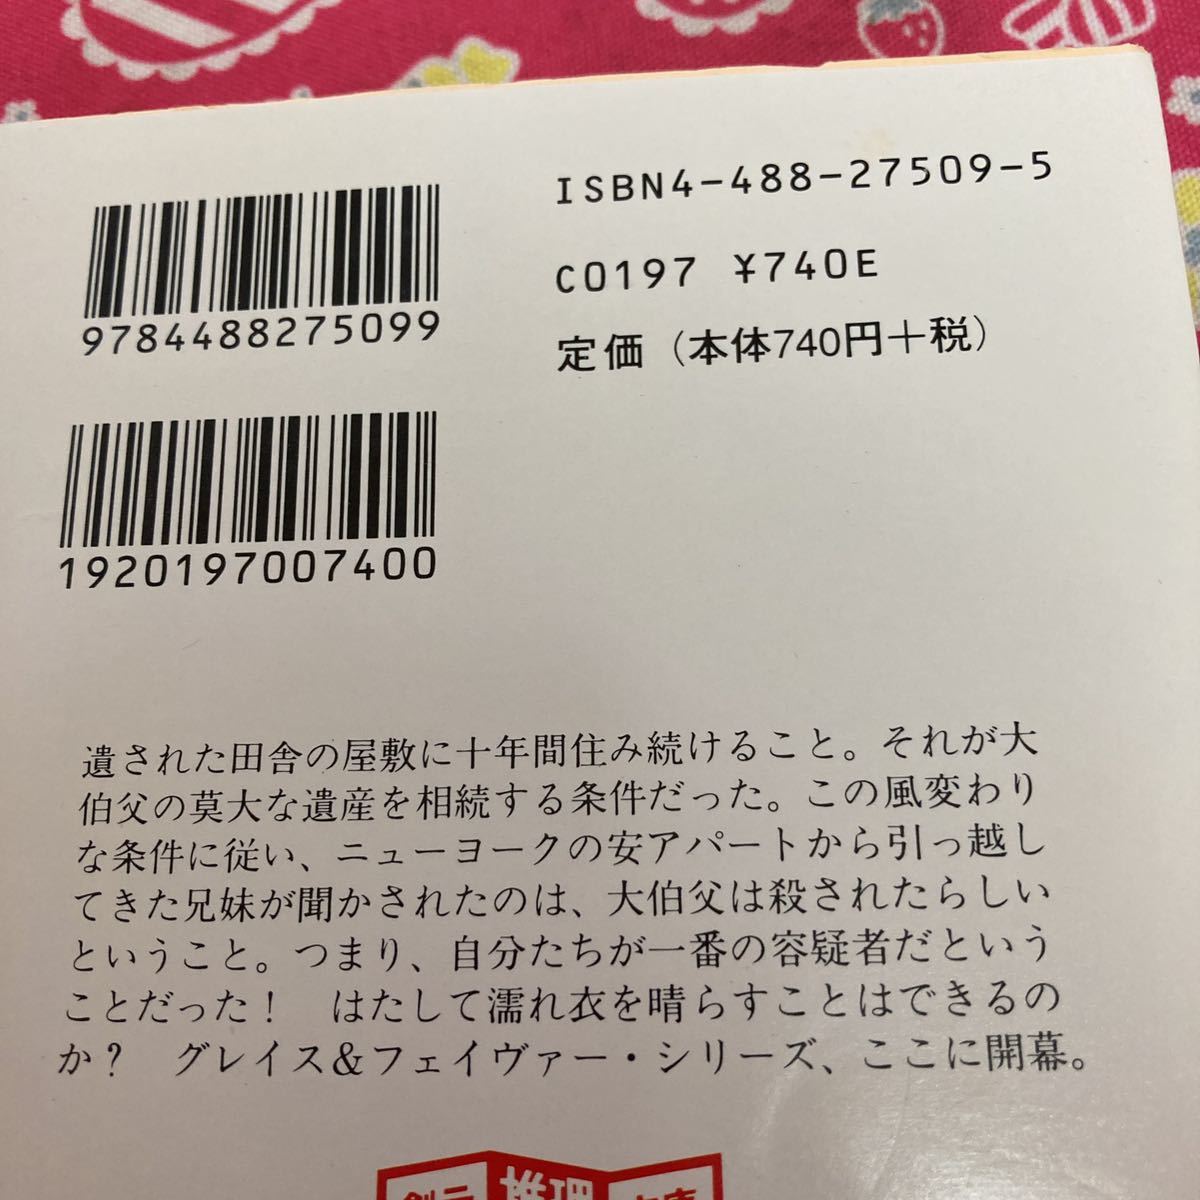 ISBN4-488-27509-5
C0197 ¥740E
定価(本体740円+税)
9784488275099
1920197007400
遺された田舎の屋敷に十年間住み続けること。それが大
伯父の莫大な遺産を相続する条件だった。この風変わり
な条件に従い、ニューヨークの安アパートから引っ越し
てきた兄妹が聞かされたのは、大伯父は殺されたらしい
ということ。つまり、自分たちが一番の容疑者だという
ことだった！　はたして濡れ衣を晴らすことはできるの
か？　グレイス&フェイヴァー・シリーズ、ここに開幕。
創元 推理 文庫